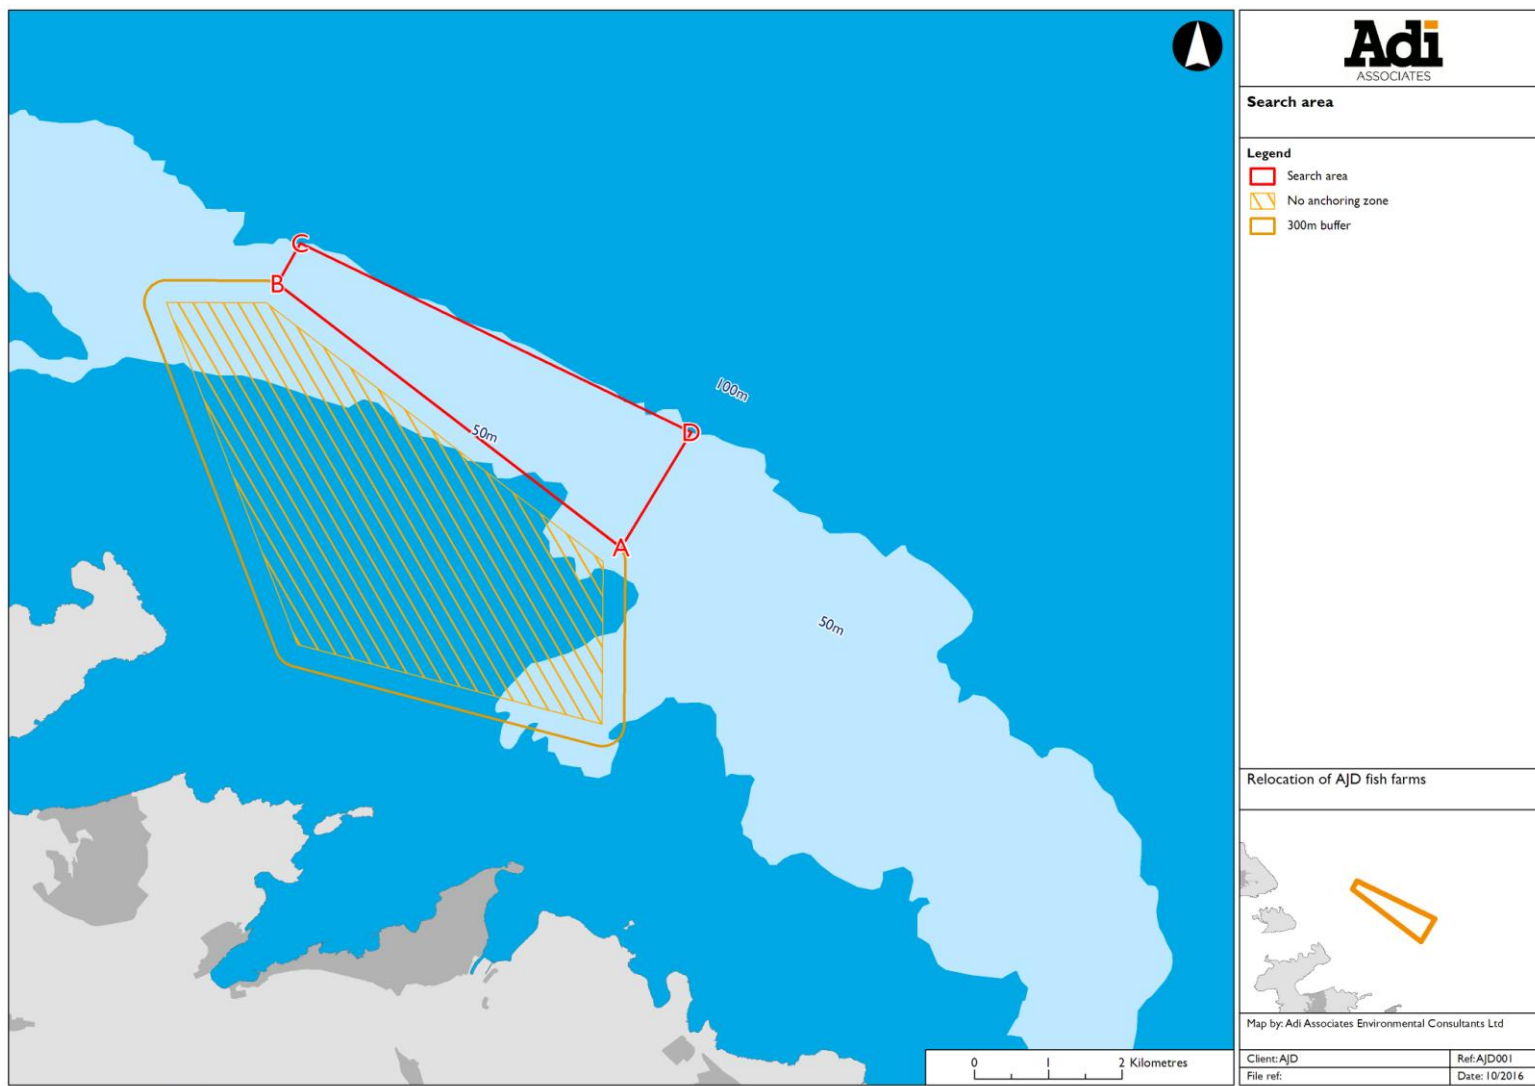 C
B
100m
D
50m
A
50m
0 1 2 Kilometres
Adi
ASSOCIATES
Search area
Legend
Search area
No anchoring zone
300m buffer
Relocation of AJD fish farms
Map by: Adi Associates Environmental Consultants Ltd
Client: AJD Ref: AJD001
File ref: Date: 10/2016